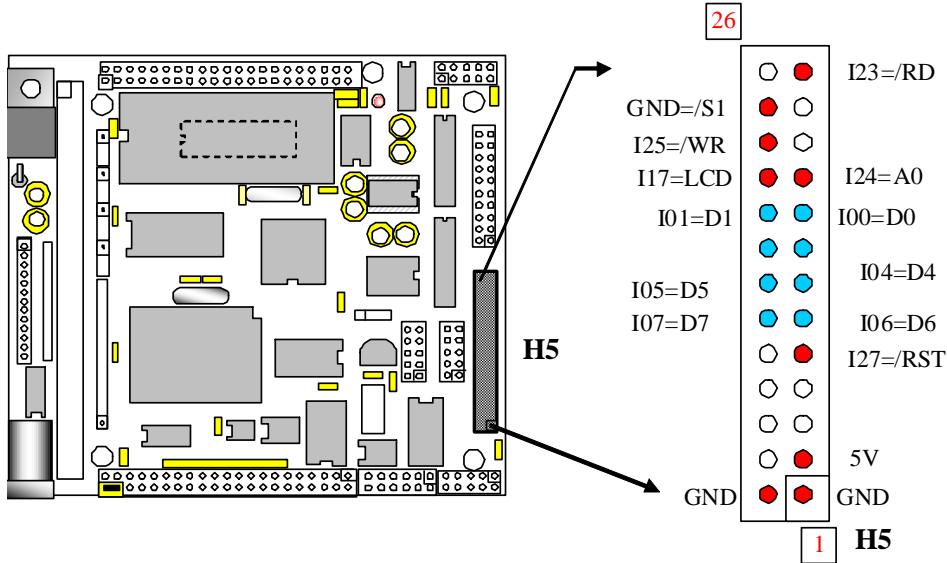 26
I23=/RD
GND=/S1
I25=/WR
I17=LCD
I24=A0
I01=D1
I00=D0
I04=D4
I05=D5
I07=D7
I06=D6
H5
I27=/RST
5V
GND
GND
1
H5